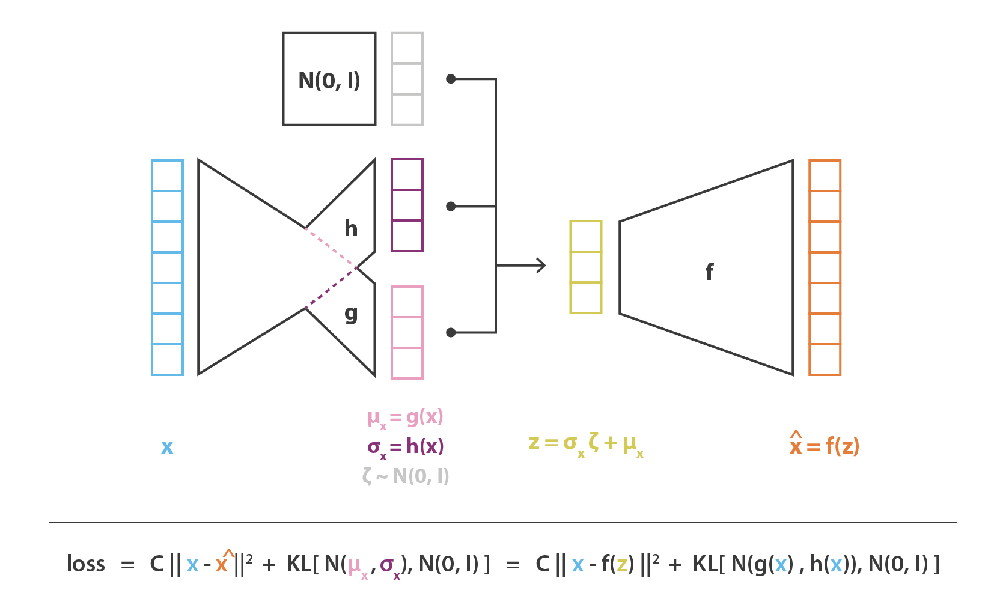 N(0, I)
h
g
f
μₓ = g(x)
x
σₓ = h(x)
z = σₓ ζ + μₓ
x̂ = f(z)
ζ ~ N(0, I)
loss = C || x - x̂ ||² + KL[ N(μₓ, σₓ), N(0, I) ] = C || x - f(z) ||² + KL[ N(g(x) , h(x)), N(0, I) ]